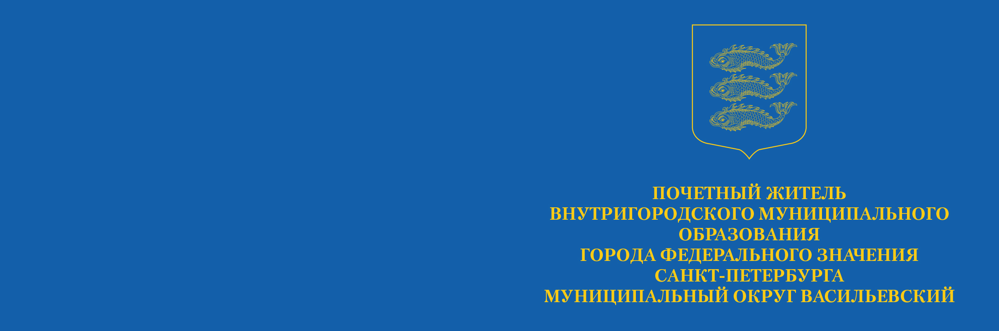 ПОЧЕТНЫЙ ЖИТЕЛЬ
ВНУТРИГОРОДСКОГО МУНИЦИПАЛЬНОГО
ОБРАЗОВАНИЯ
ГОРОДА ФЕДЕРАЛЬНОГО ЗНАЧЕНИЯ
САНКТ-ПЕТЕРБУРГА
МУНИЦИПАЛЬНЫЙ ОКРУГ ВАСИЛЬЕВСКИЙ